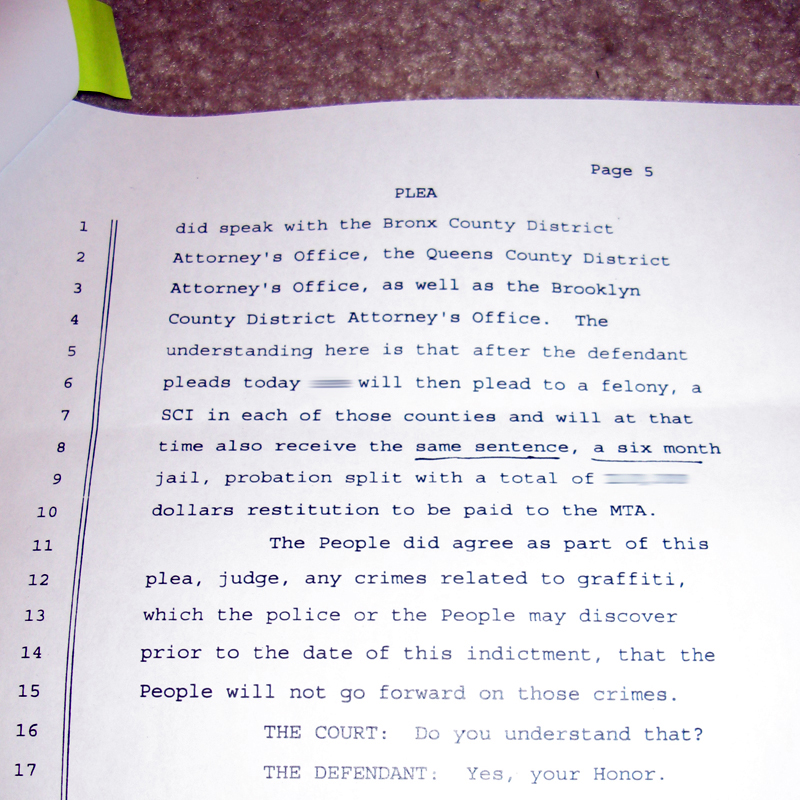 Page 5
PLEA
1 did speak with the Bronx County District
2 Attorney's Office, the Queens County District
3 Attorney's Office, as well as the Brooklyn
4 County District Attorney's Office. The
5 understanding here is that after the defendant
6 pleads today will then plead to a felony, a
7 SCI in each of those counties and will at that
8 time also receive the same sentence, a six month
9 jail, probation split with a total of
10 dollars restitution to be paid to the MTA.
11 The People did agree as part of this
12 plea, judge, any crimes related to graffiti,
13 which the police or the People may discover
14 prior to the date of this indictment, that the
15 People will not go forward on those crimes.
16 THE COURT: Do you understand that?
17 THE DEFENDANT: Yes, your Honor.